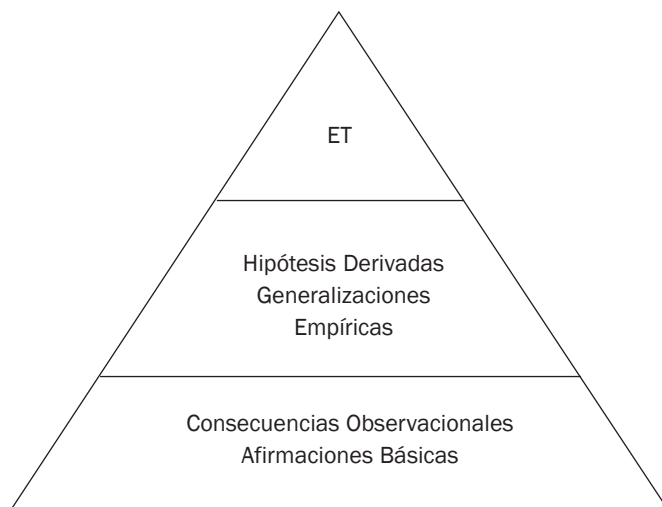 ET
Hipótesis Derivadas
Generalizaciones
Empíricas
Consecuencias Observacionales
Afirmaciones Básicas